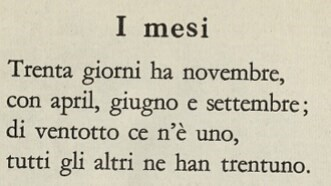 I mesi
Trenta giorni ha novembre,
con april, giugno e settembre;
di ventotto ce n'è uno,
tutti gli altri ne han trentuno.